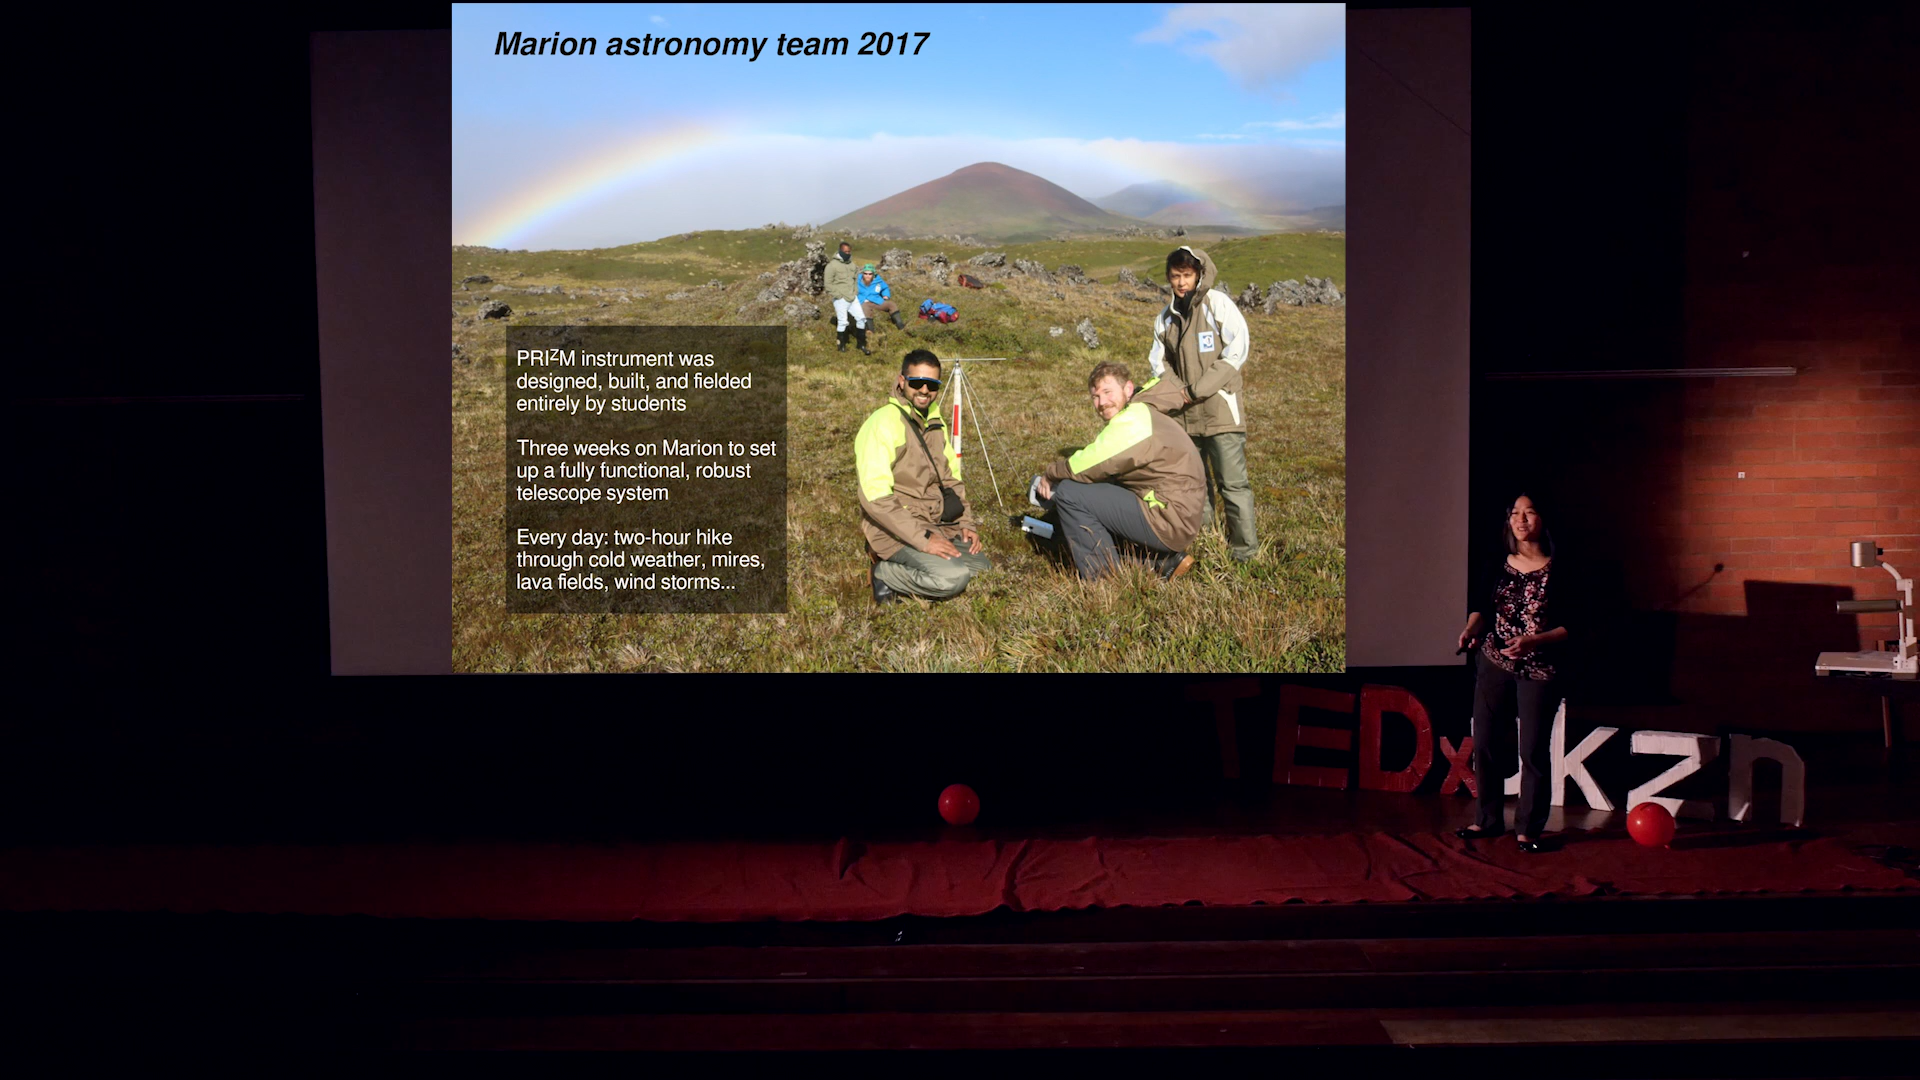 Marion astronomy team 2017
PRIZM instrument was
designed, built, and fielded
entirely by students
Three weeks on Marion to set
up a fully functional, robust
telescope system
Every day: two-hour hike
through cold weather, mires,
lava fields, wind storms...
TEDxUkzn